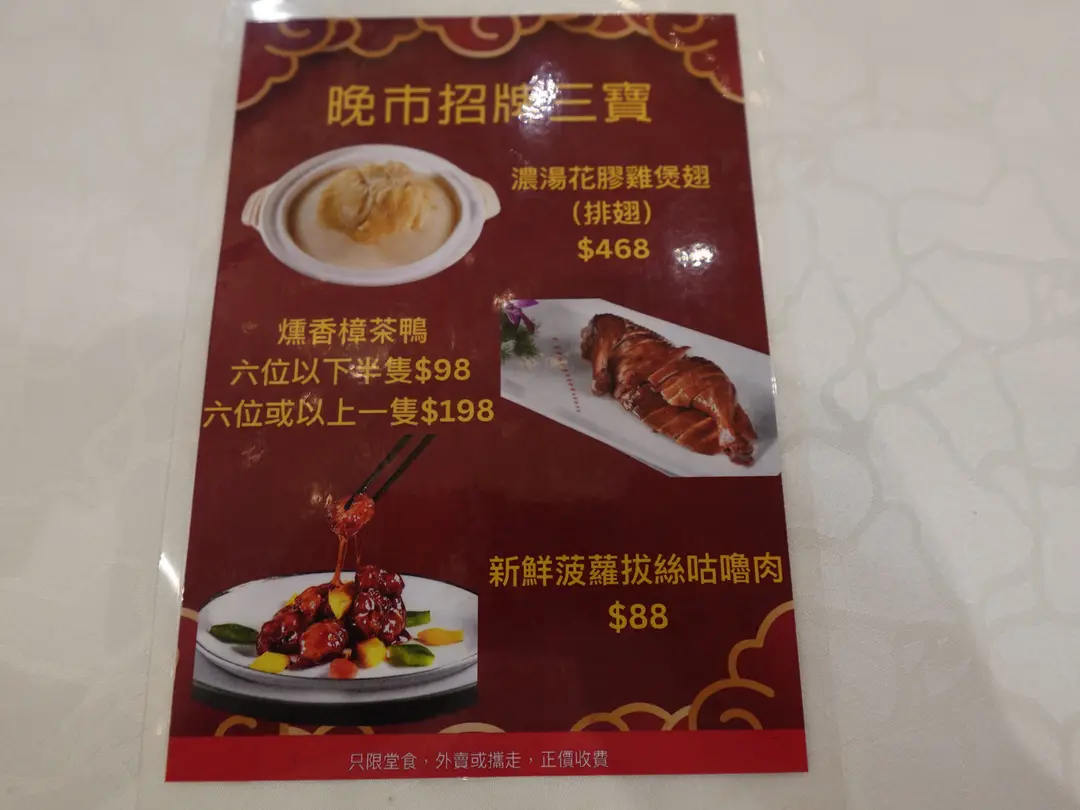 晚市招牌三寶
濃湯花膠雞煲翅
（排翅）
$468
燻香樟茶鴨
六位以下半隻$98
六位或以上一隻$198
新鮮菠蘿拔絲咕嚕肉
$88
只限堂食，外賣或攜走，正價收費